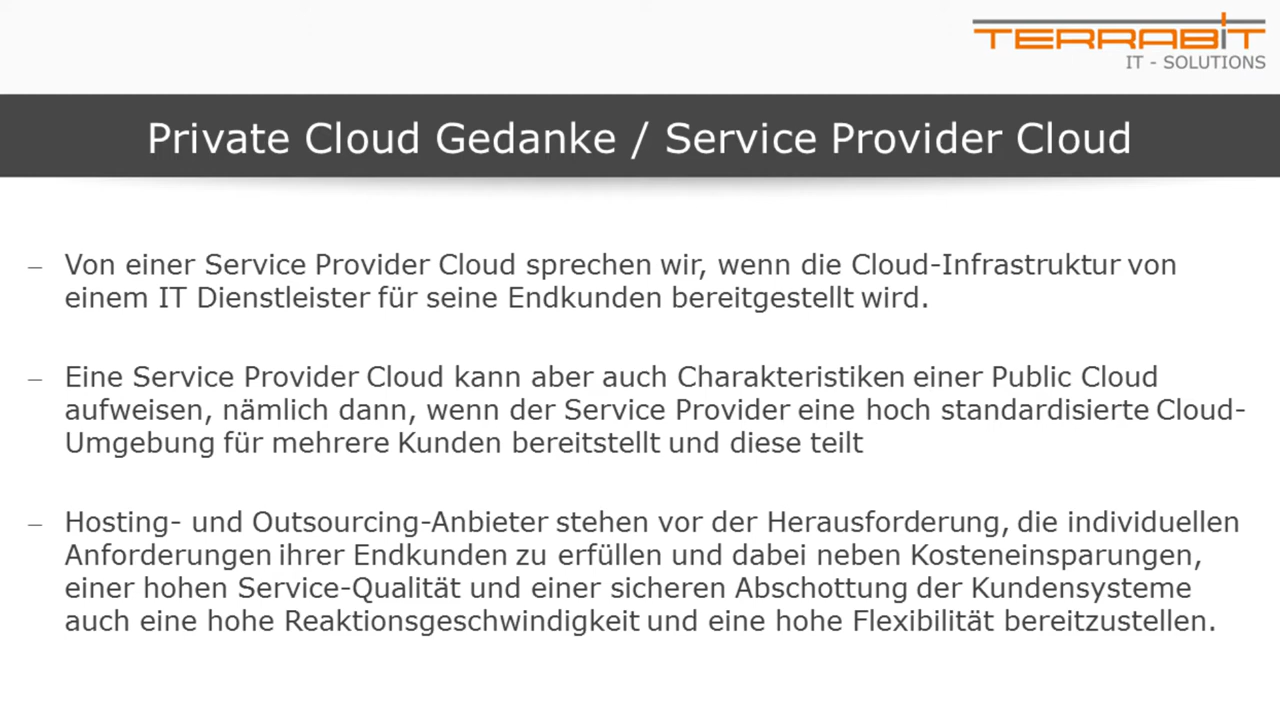 TERRABIT
IT - SOLUTIONS
Private Cloud Gedanke / Service Provider Cloud
– Von einer Service Provider Cloud sprechen wir, wenn die Cloud-Infrastruktur von
einem IT Dienstleister für seine Endkunden bereitgestellt wird.
– Eine Service Provider Cloud kann aber auch Charakteristiken einer Public Cloud
aufweisen, nämlich dann, wenn der Service Provider eine hoch standardisierte Cloud-
Umgebung für mehrere Kunden bereitstellt und diese teilt
– Hosting- und Outsourcing-Anbieter stehen vor der Herausforderung, die individuellen
Anforderungen ihrer Endkunden zu erfüllen und dabei neben Kosteneinsparungen,
einer hohen Service-Qualität und einer sicheren Abschottung der Kundensysteme
auch eine hohe Reaktionsgeschwindigkeit und eine hohe Flexibilität bereitzustellen.